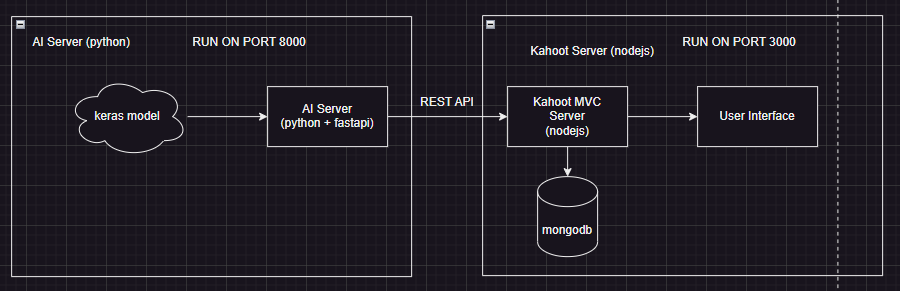 AI Server (python)
RUN ON PORT 8000
keras model
AI Server
(python + fastapi)
REST API
Kahoot Server (nodejs)
RUN ON PORT 3000
Kahoot MVC
Server
(nodejs)
User Interface
mongodb